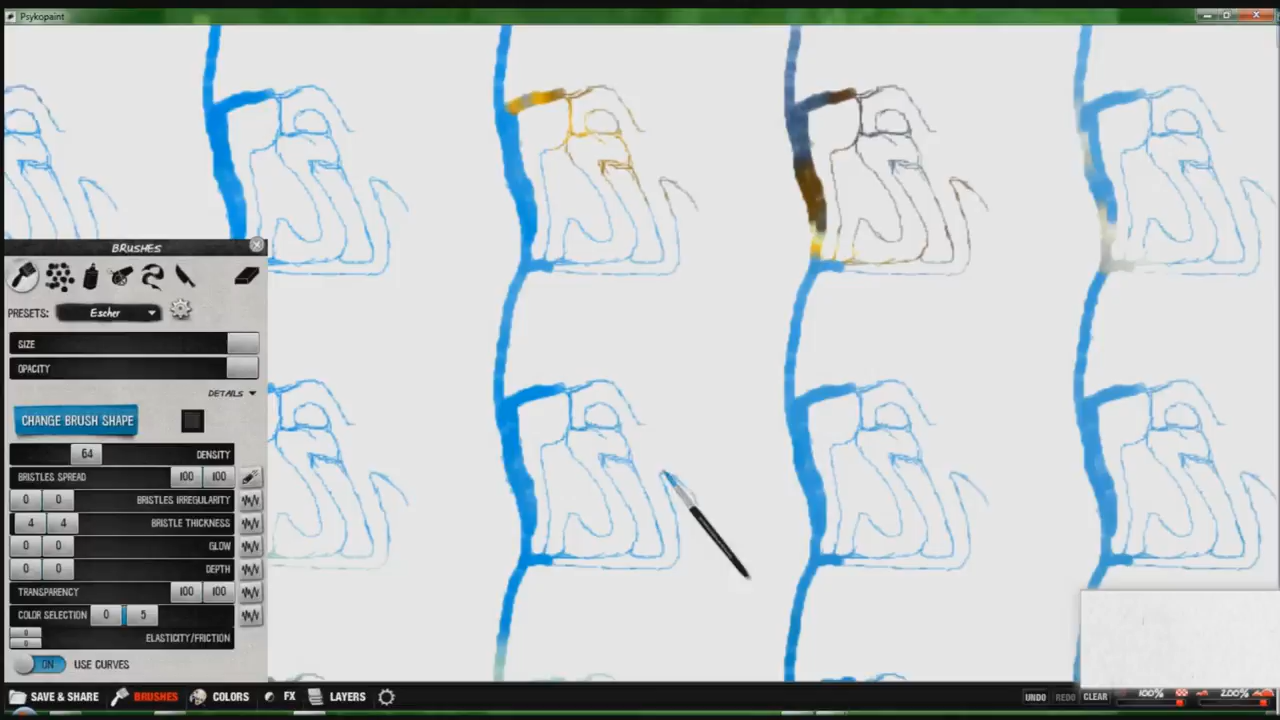 Psykopaint
BRUSHES
PRESETS: Escher
SIZE
OPACITY
DETAILS
CHANGE BRUSH SHAPE
64 DENSITY
BRISTLES SPREAD 100 100
0 0 BRISTLES IRREGULARITY
4 4 BRISTLE THICKNESS
0 0 GLOW
0 0 DEPTH
TRANSPARENCY 100 100
COLOR SELECTION 0 5
0 0 ELASTICITY/FRICTION
ON USE CURVES
SAVE & SHARE BRUSHES COLORS FX LAYERS UNDO REDO CLEAR 100% 200%